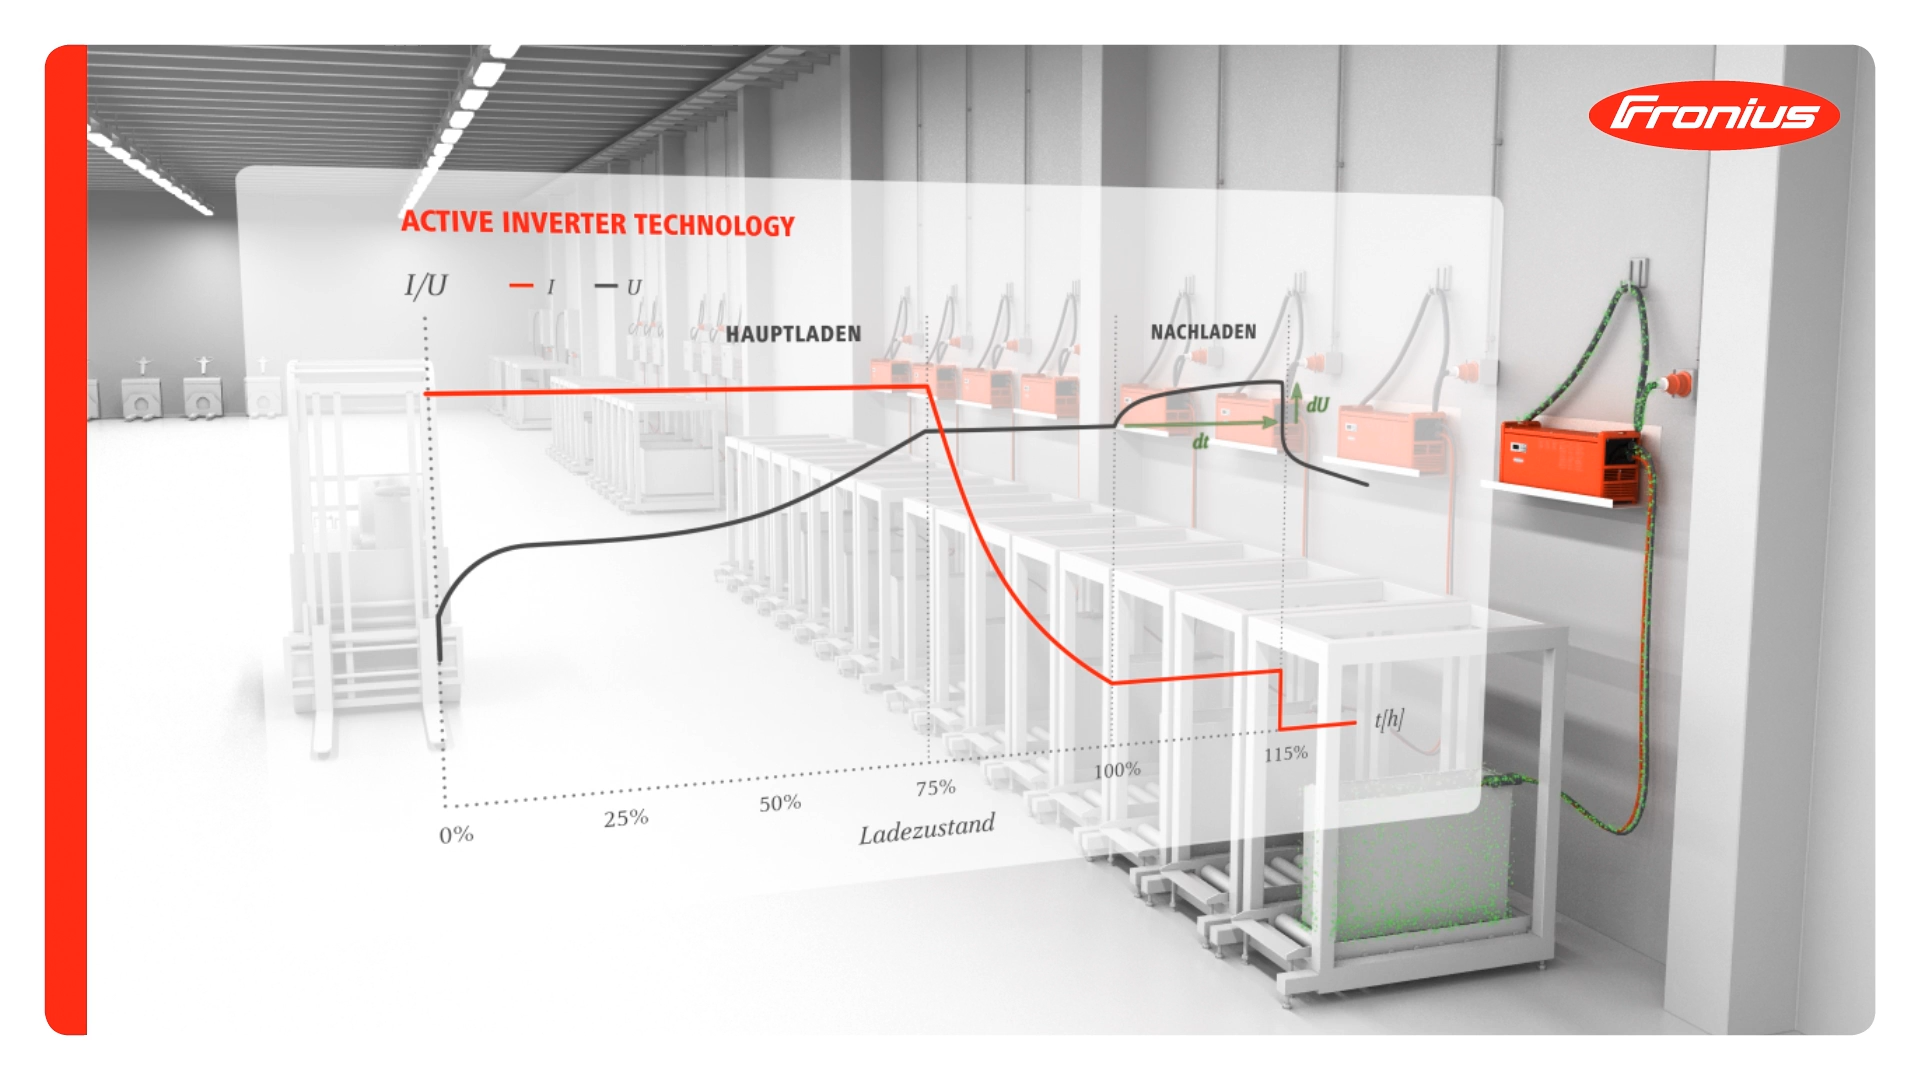 Fronius
ACTIVE INVERTER TECHNOLOGY
I/U
I
U
HAUPTLADEN
NACHLADEN
dU
dt
t[h]
0%
25%
50%
75%
100%
115%
Ladezustand